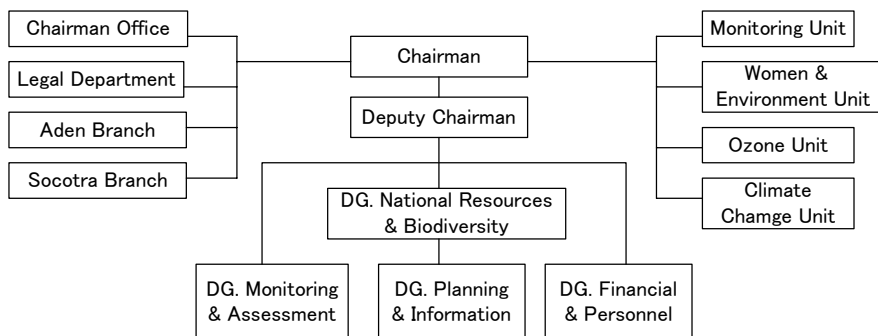 Chairman Office
Legal Department
Aden Branch
Socotra Branch
Chairman
Deputy Chairman
DG. National Resources
& Biodiversity
DG. Monitoring
& Assessment
DG. Planning
& Information
DG. Financial
& Personnel
Monitoring Unit
Women &
Environment Unit
Ozone Unit
Climate
Chamge Unit